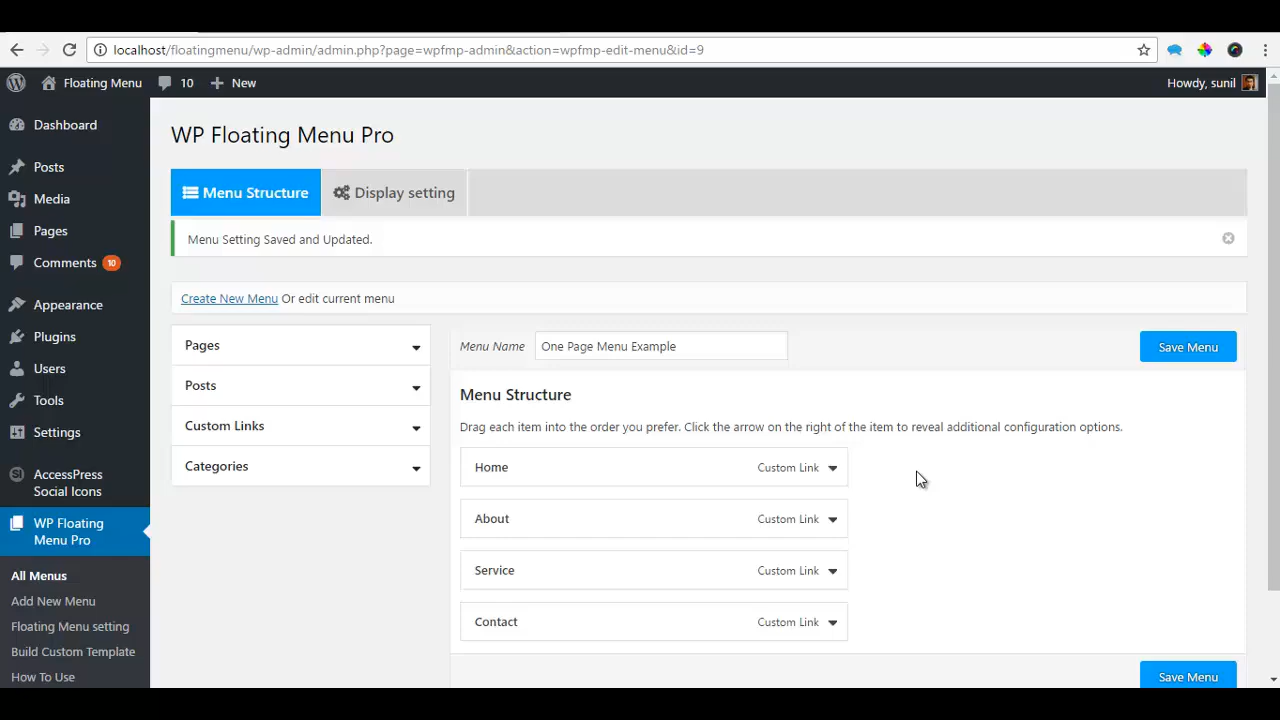 localhost/floatingmenu/wp-admin/admin.php?page=wpfmp-admin&action=wpfmp-edit-menu&id=9
Floating Menu
10
New
Howdy, sunil
Dashboard
Posts
Media
Pages
Comments 10
Appearance
Plugins
Users
Tools
Settings
AccessPress
Social Icons
WP Floating
Menu Pro
All Menus
Add New Menu
Floating Menu setting
Build Custom Template
How To Use
WP Floating Menu Pro
Menu Structure
Display setting
Menu Setting Saved and Updated.
Create New Menu Or edit current menu
Pages
Posts
Custom Links
Categories
Menu Name
One Page Menu Example
Save Menu
Menu Structure
Drag each item into the order you prefer. Click the arrow on the right of the item to reveal additional configuration options.
Home Custom Link
About Custom Link
Service Custom Link
Contact Custom Link
Save Menu